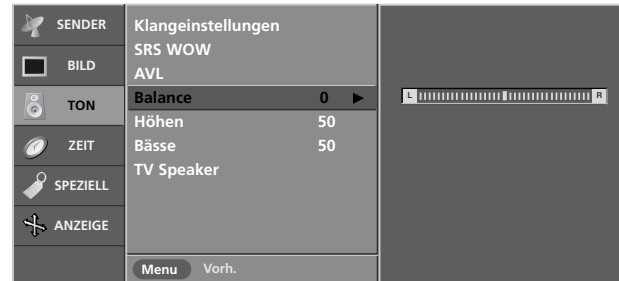 SENDER
BILD
TON
ZEIT
SPEZIELL
ANZEIGE
Klangeinstellungen
SRS WOW
AVL
Balance 0 ►
Höhen 50
Bässe 50
TV Speaker
Menu Vorh.
L R